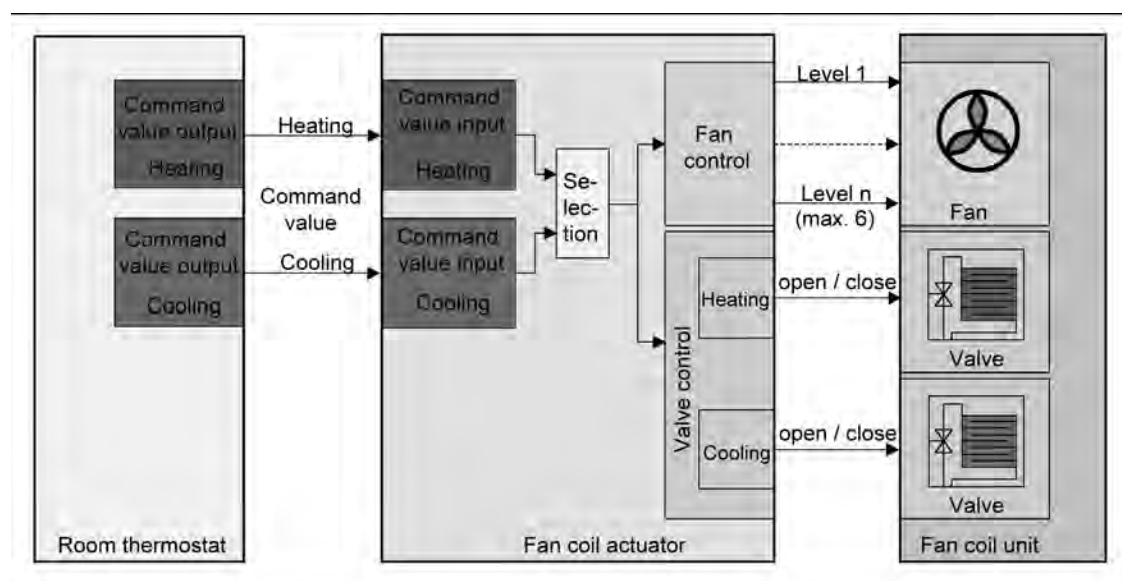 Command
value output
Heating
Command
value output
Cooling
Room thermostat
Heating
Command
value
Cooling
Command
value input
Heating
Command
value input
Cooling
Se-
lec-
tion
Fan
control
Valve control
Heating
Cooling
Fan coil actuator
Level 1
Level n
(max. 6)
open / close
open / close
Fan
Valve
Valve
Fan coil unit